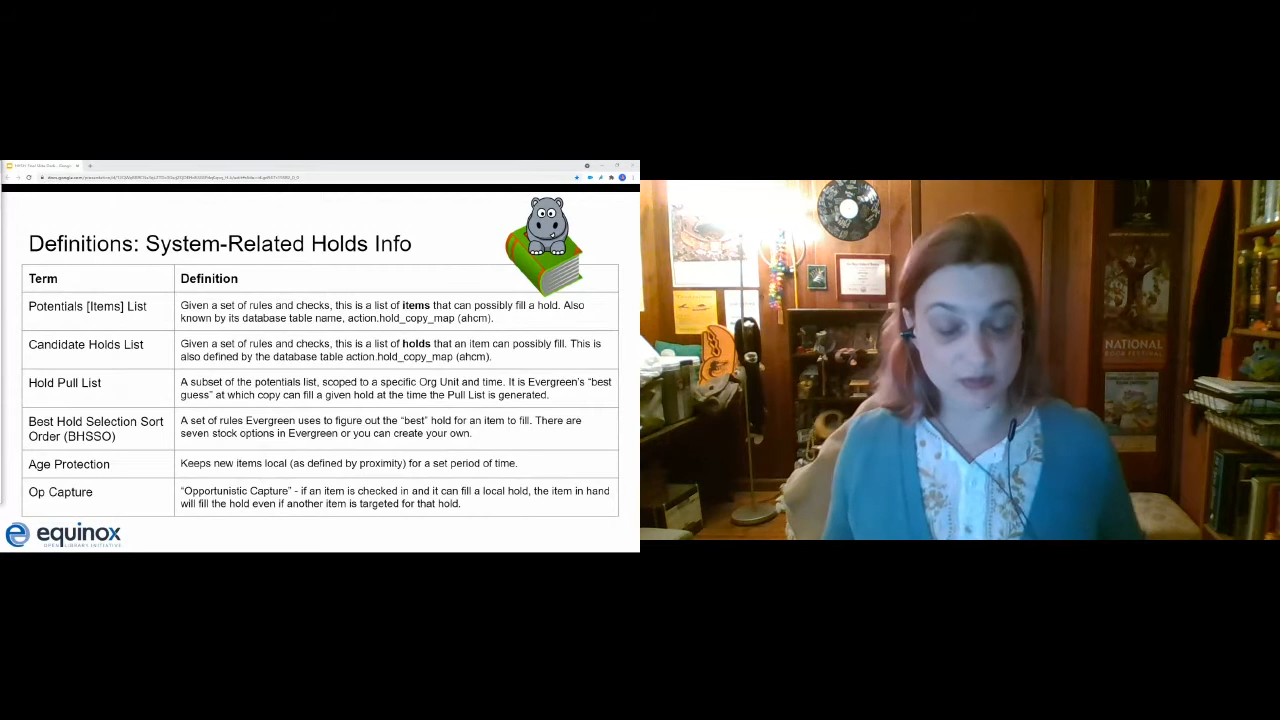 Definitions: System-Related Holds Info
Term
Definition
Potentials [Items] List
Given a set of rules and checks, this is a list of items that can possibly fill a hold. Also
known by its database table name, action.hold_copy_map (ahcm).
Candidate Holds List
Given a set of rules and checks, this is a list of holds that an item can possibly fill. This is
also defined by the database table action.hold_copy_map (ahcm).
Hold Pull List
A subset of the potentials list, scoped to a specific Org Unit and time. It is Evergreen's “best
guess” at which copy can fill a given hold at the time the Pull List is generated.
Best Hold Selection Sort
Order (BHSSO)
A set of rules Evergreen uses to figure out the “best” hold for an item to fill. There are
seven stock options in Evergreen or you can create your own.
Age Protection
Keeps new items local (as defined by proximity) for a set period of time.
Op Capture
“Opportunistic Capture” - if an item is checked in and it can fill a local hold, the item in hand
will fill the hold even if another item is targeted for that hold.
equinox
OPEN LIBRARY INITIATIVE
NATIONAL
BOOK FESTIVAL